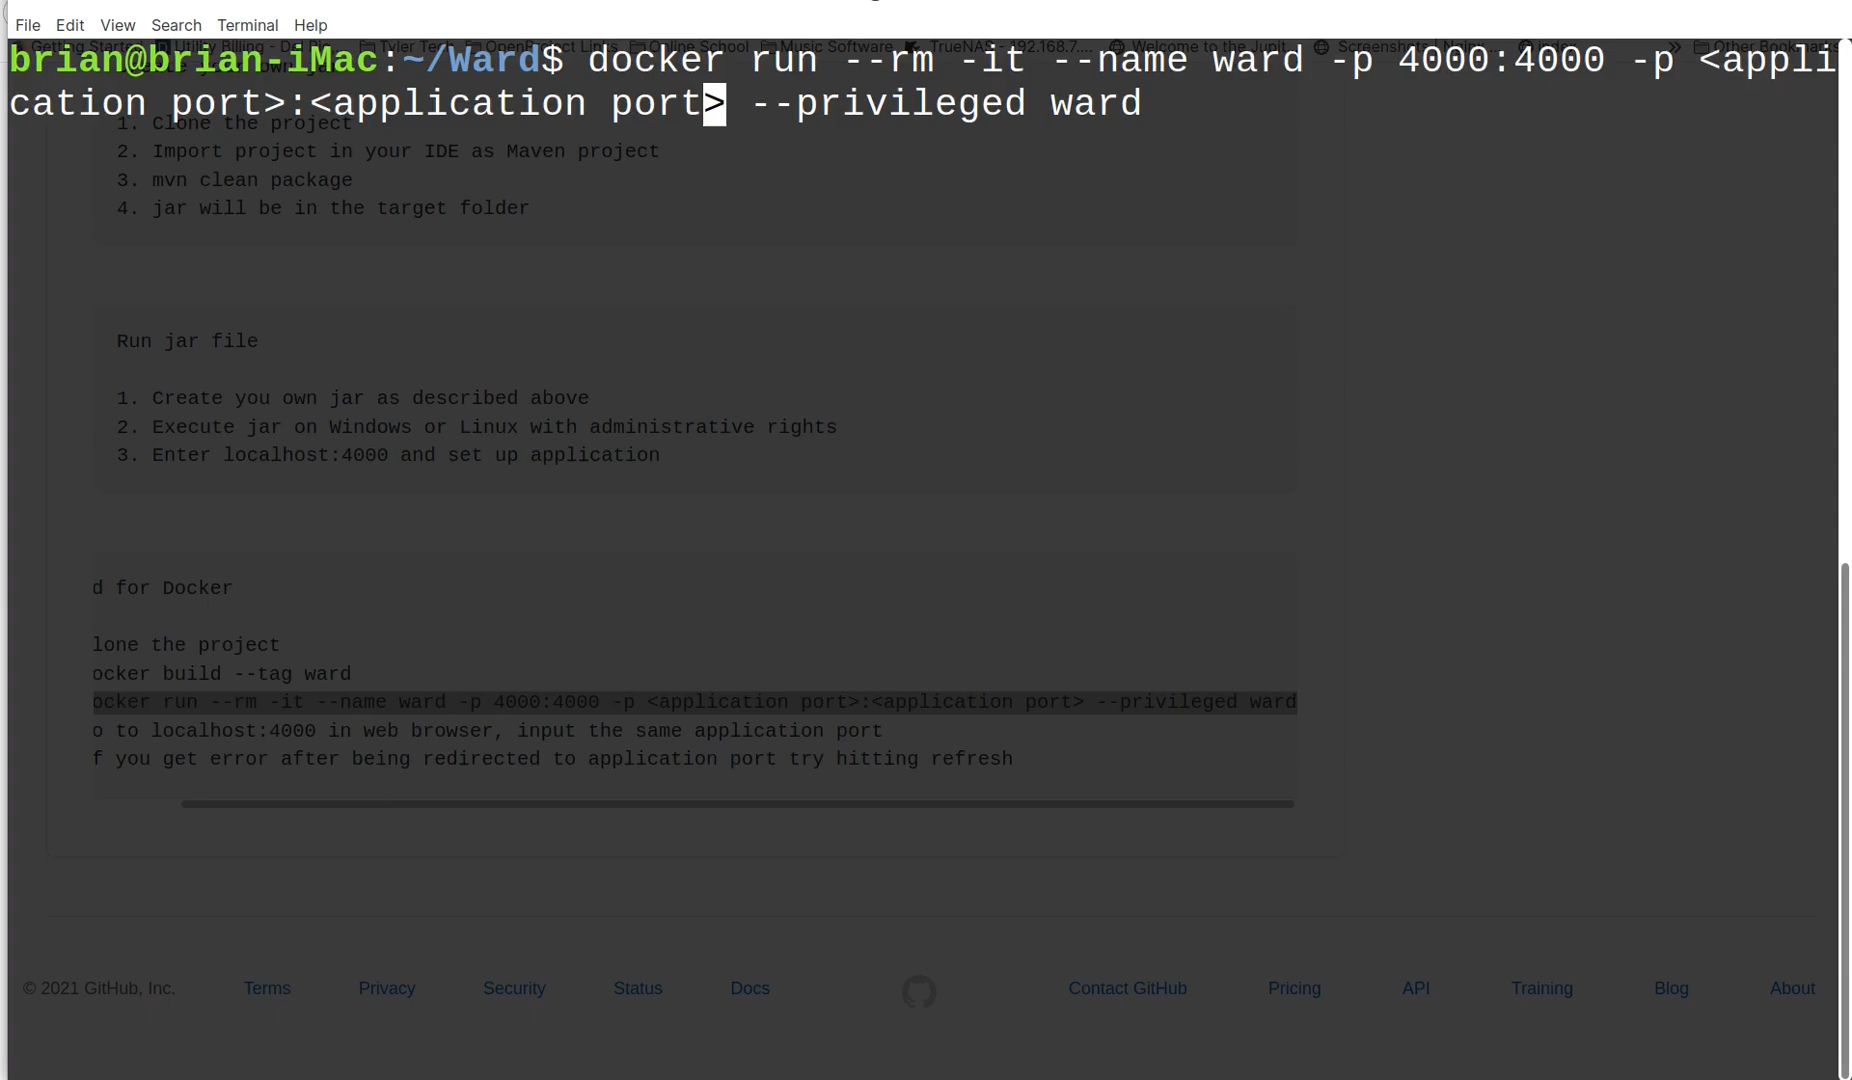 File Edit View Search Terminal Help
brian@brian-iMac:~/Ward$ docker run --rm -it --name ward -p 4000:4000 -p <appli
cation port>:<application port> --privileged ward
1. Clone the project
2. Import project in your IDE as Maven project
3. mvn clean package
4. jar will be in the target folder
Run jar file
1. Create you own jar as described above
2. Execute jar on Windows or Linux with administrative rights
3. Enter localhost:4000 and set up application
d for Docker
lone the project
ocker build --tag ward
ocker run --rm -it --name ward -p 4000:4000 -p <application port>:<application port> --privileged ward
o to localhost:4000 in web browser, input the same application port
f you get error after being redirected to application port try hitting refresh
© 2021 GitHub, Inc. Terms Privacy Security Status Docs Contact GitHub Pricing API Training Blog About